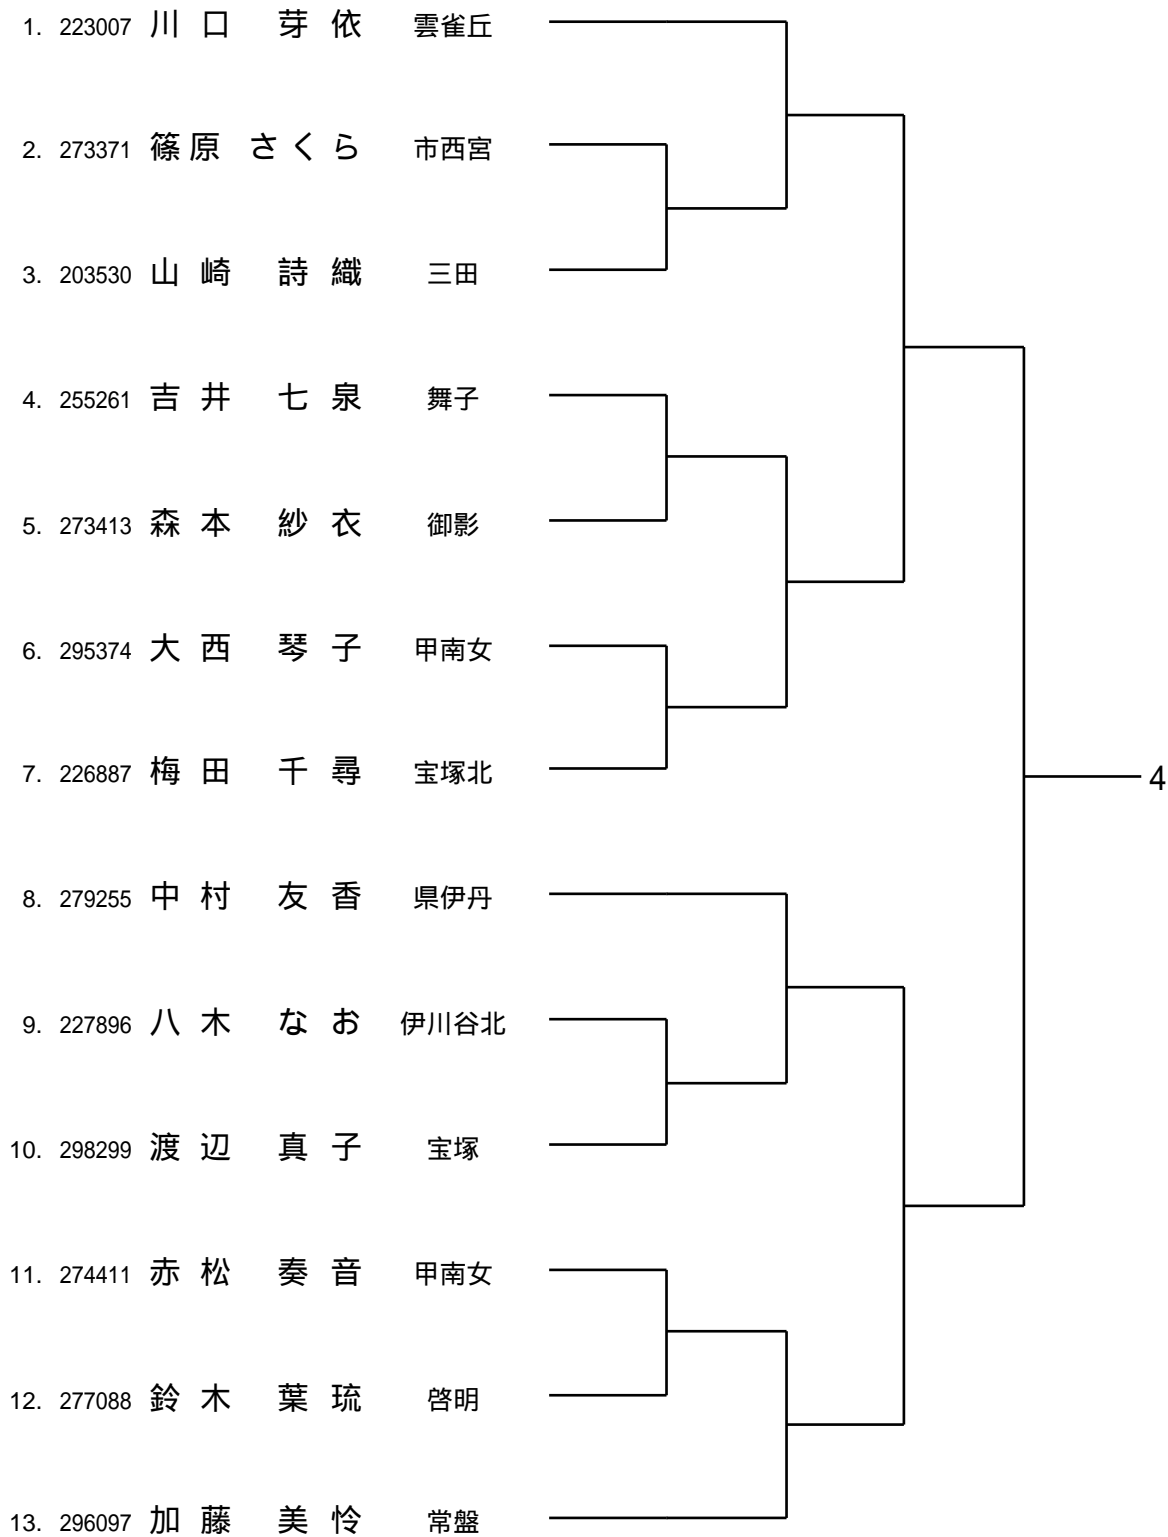 1. 223007 川口 芽依 雲雀丘
2. 273371 篠原 さくら 市西宮
3. 203530 山崎 詩織 三田
4. 255261 吉井 七泉 舞子
5. 273413 森本 紗衣 御影
6. 295374 大西 琴子 甲南女
7. 226887 梅田 千尋 宝塚北
4
8. 279255 中村 友香 県伊丹
9. 227896 八木 なお 伊川谷北
10. 298299 渡辺 真子 宝塚
11. 274411 赤松 奏音 甲南女
12. 277088 鈴木 葉琉 啓明
13. 296097 加藤 美怜 常盤